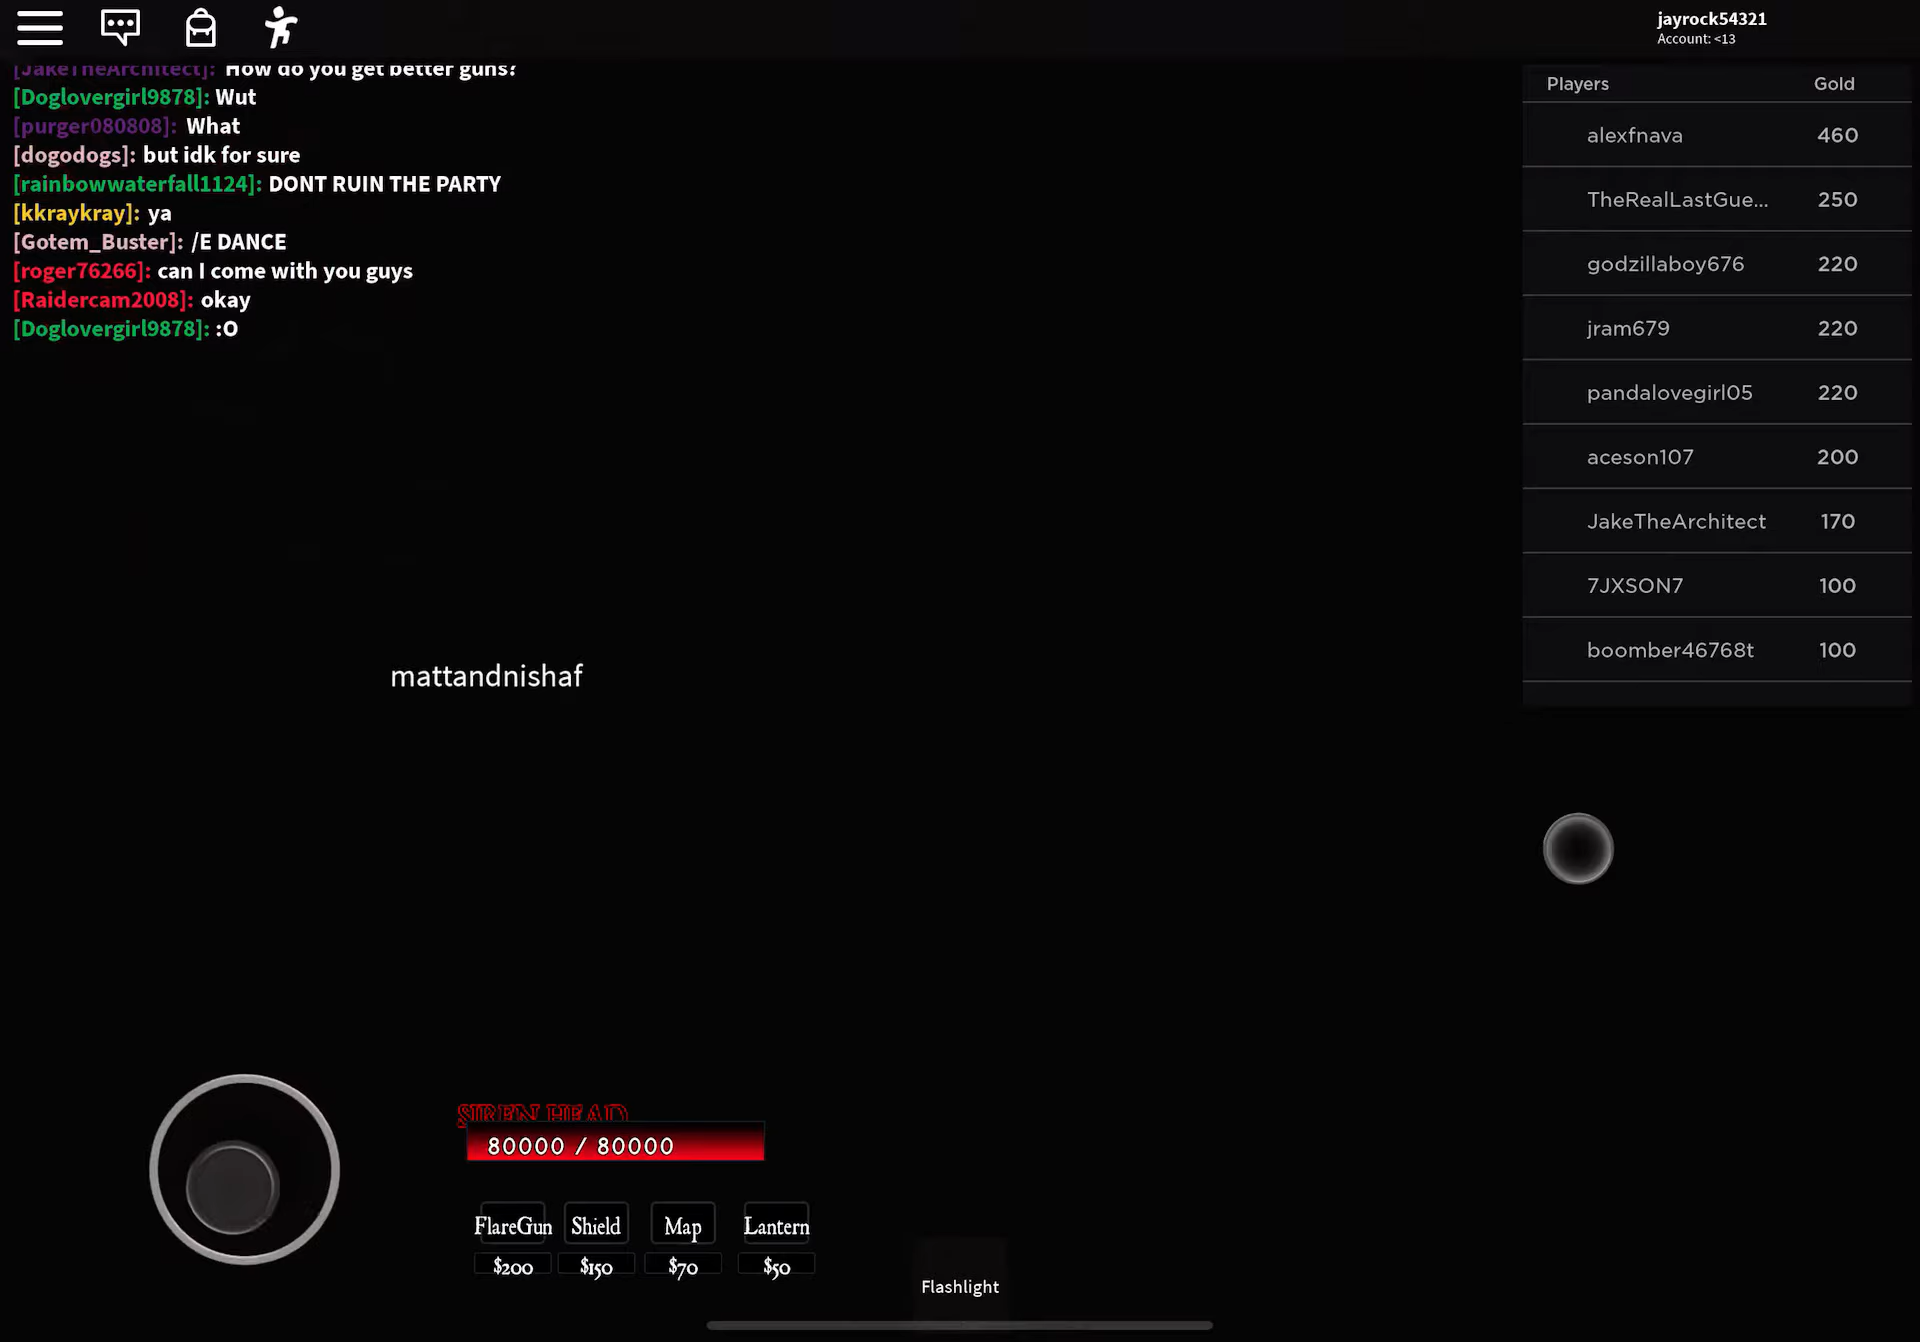 jayrock54321
Account: <13
[JakeTheArchitect]: How do you get better guns?
[Doglovergirl9878]: Wut
[purger080808]: What
[dogodogs]: but idk for sure
[rainbowwaterfall1124]: DONT RUIN THE PARTY
[kkraykray]: ya
[Gotem_Buster]: /E DANCE
[roger76266]: can I come with you guys
[Raidercam2008]: okay
[Doglovergirl9878]: :O
Players Gold
alexfnava 460
TheRealLastGue... 250
godzillaboy676 220
jram679 220
pandalovegirl05 220
aceson107 200
JakeTheArchitect 170
7JXSON7 100
boomber46768t 100
mattandnishaf
SIREN HEAD
80000 / 80000
FlareGun Shield Map Lantern
$200 $150 $70 $50
Flashlight